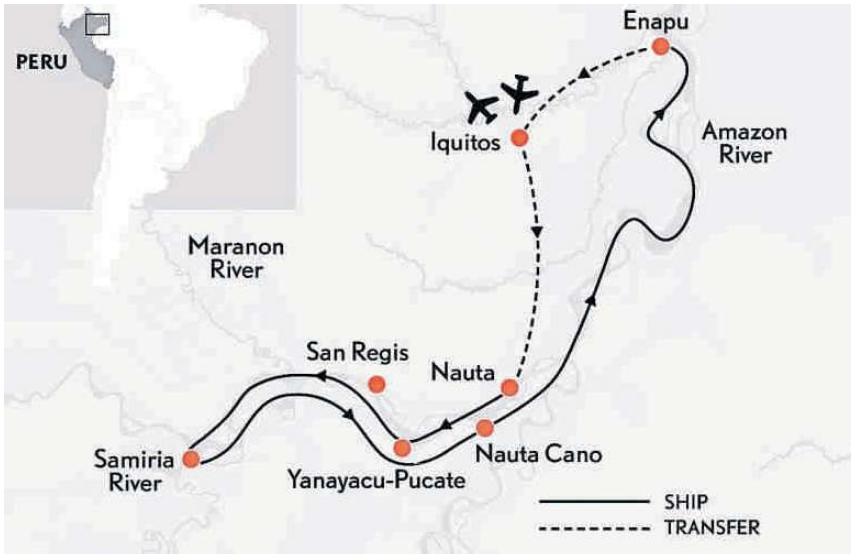 PERU
Enapu
Iquitos
Amazon
River
Maranon
River
San Regis
Nauta
Samiria
River
Yanayacu-Pucate
Nauta Cano
SHIP
TRANSFER